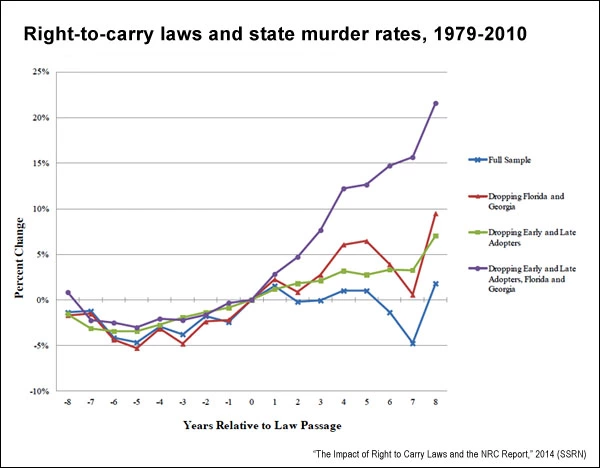 Right-to-carry laws and state murder rates, 1979-2010
25%
20%
15%
10%
5%
0%
-5%
-10%
Percent Change
-8 -7 -6 -5 -4 -3 -2 -1 0 1 2 3 4 5 6 7 8
Years Relative to Law Passage
Full Sample
Dropping Florida and
Georgia
Dropping Early and Late
Adopters
Dropping Early and Late
Adopters, Florida and
Georgia
"The Impact of Right to Carry Laws and the NRC Report," 2014 (SSRN)